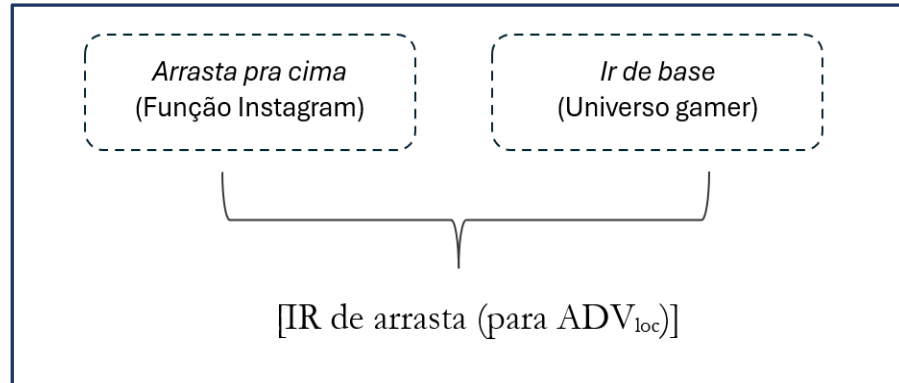 Arrasta pra cima
(Função Instagram)
Ir de base
(Universo gamer)
[IR de arrasta (para ADVloc)]